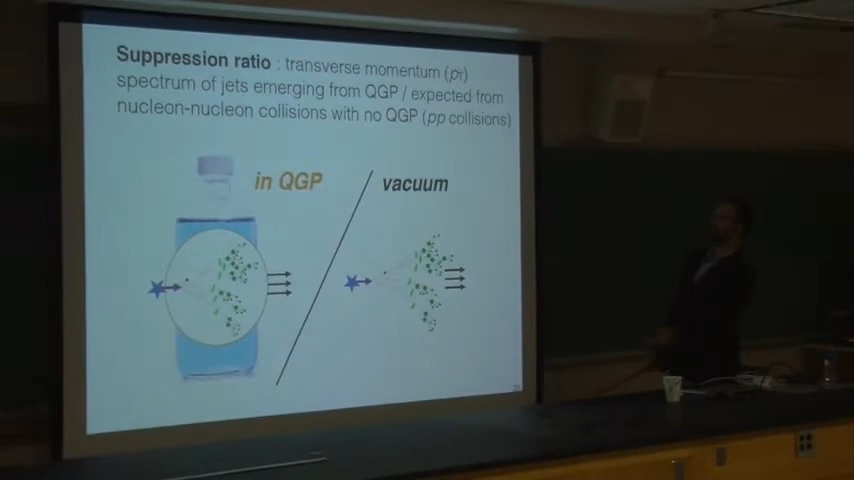 Suppression ratio : transverse momentum (pT)
spectrum of jets emerging from QGP / expected from
nucleon-nucleon collisions with no QGP (pp collisions)
in QGP
vacuum